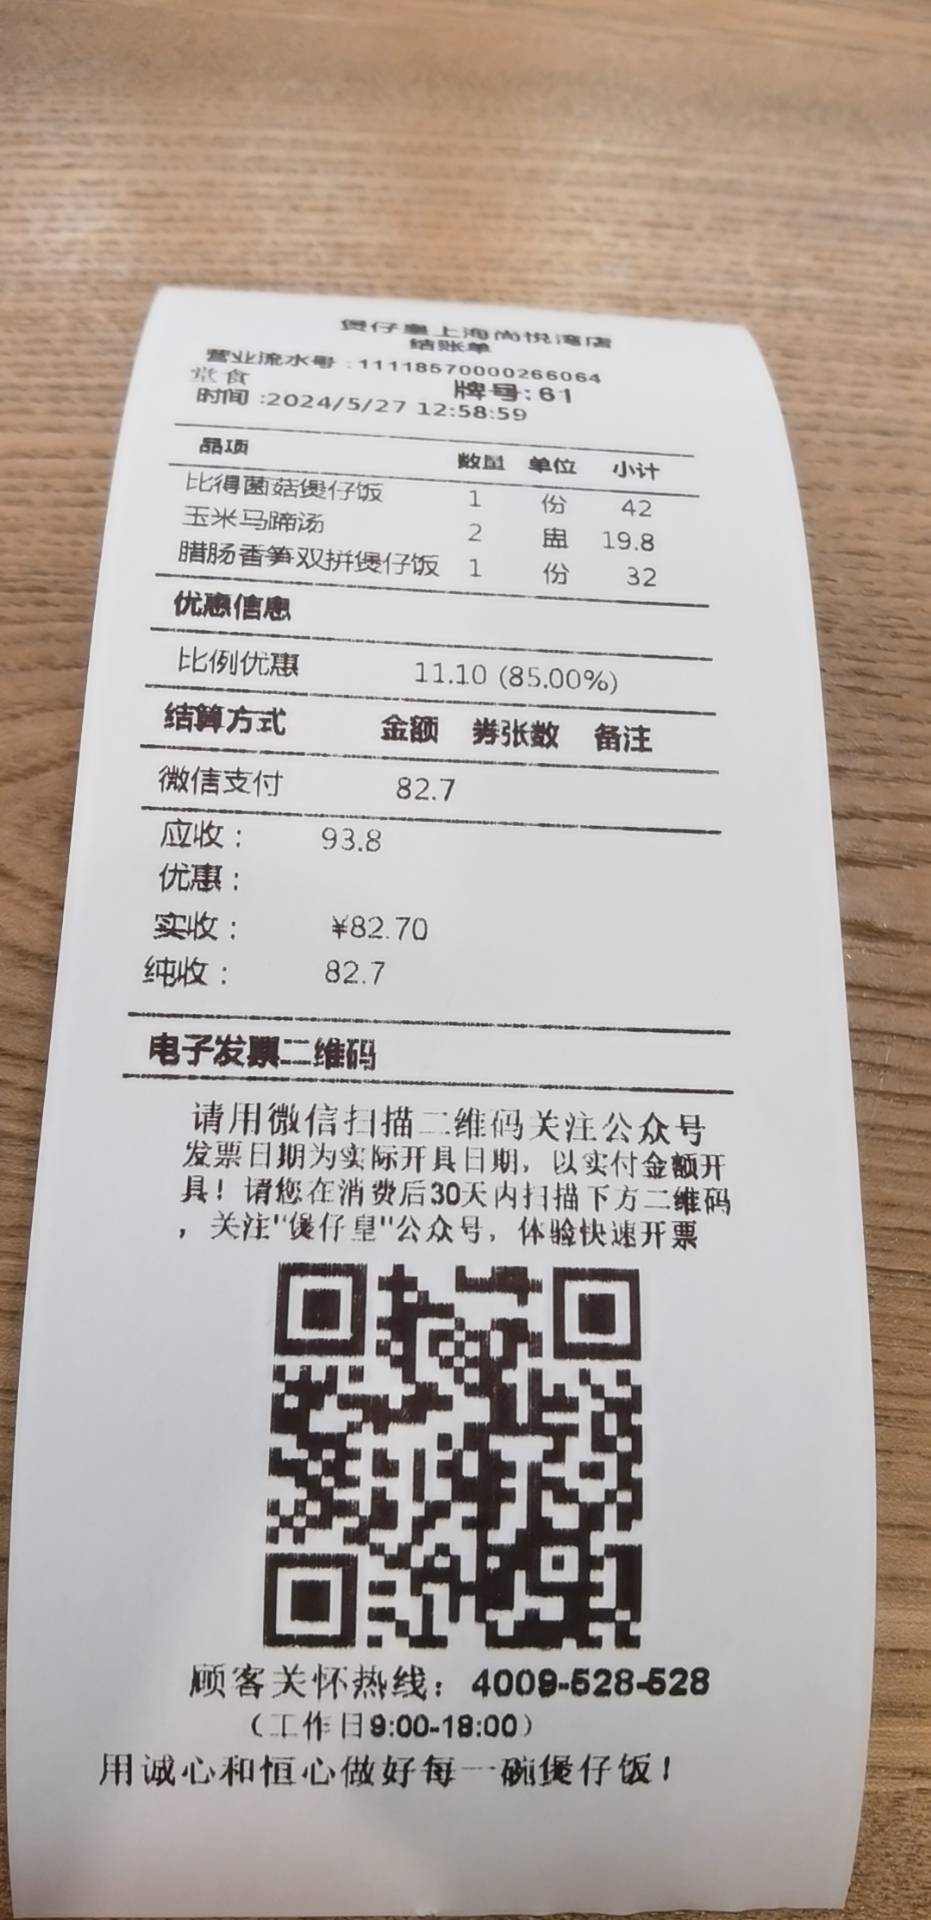 煲仔皇上海尚悦湾店
结账单
营业流水号:11118570000266064
堂食 牌号:61
时间:2024/5/27 12:58:59
品项 数量 单位 小计
比得菌菇煲仔饭 1 份 42
玉米马蹄汤 2 盅 19.8
腊肠香笋双拼煲仔饭 1 份 32
优惠信息
比例优惠 11.10 (85.00%)
结算方式 金额 券张数 备注
微信支付 82.7
应收: 93.8
优惠:
实收: ¥82.70
纯收: 82.7
电子发票二维码
请用微信扫描二维码关注公众号
发票日期为实际开具日期，以实付金额开
具！请您在消费后30天内扫描下方二维码
，关注"煲仔皇"公众号，体验快速开票
顾客关怀热线：4009-528-528
（工作日9:00-18:00）
用诚心和恒心做好每一碗煲仔饭！